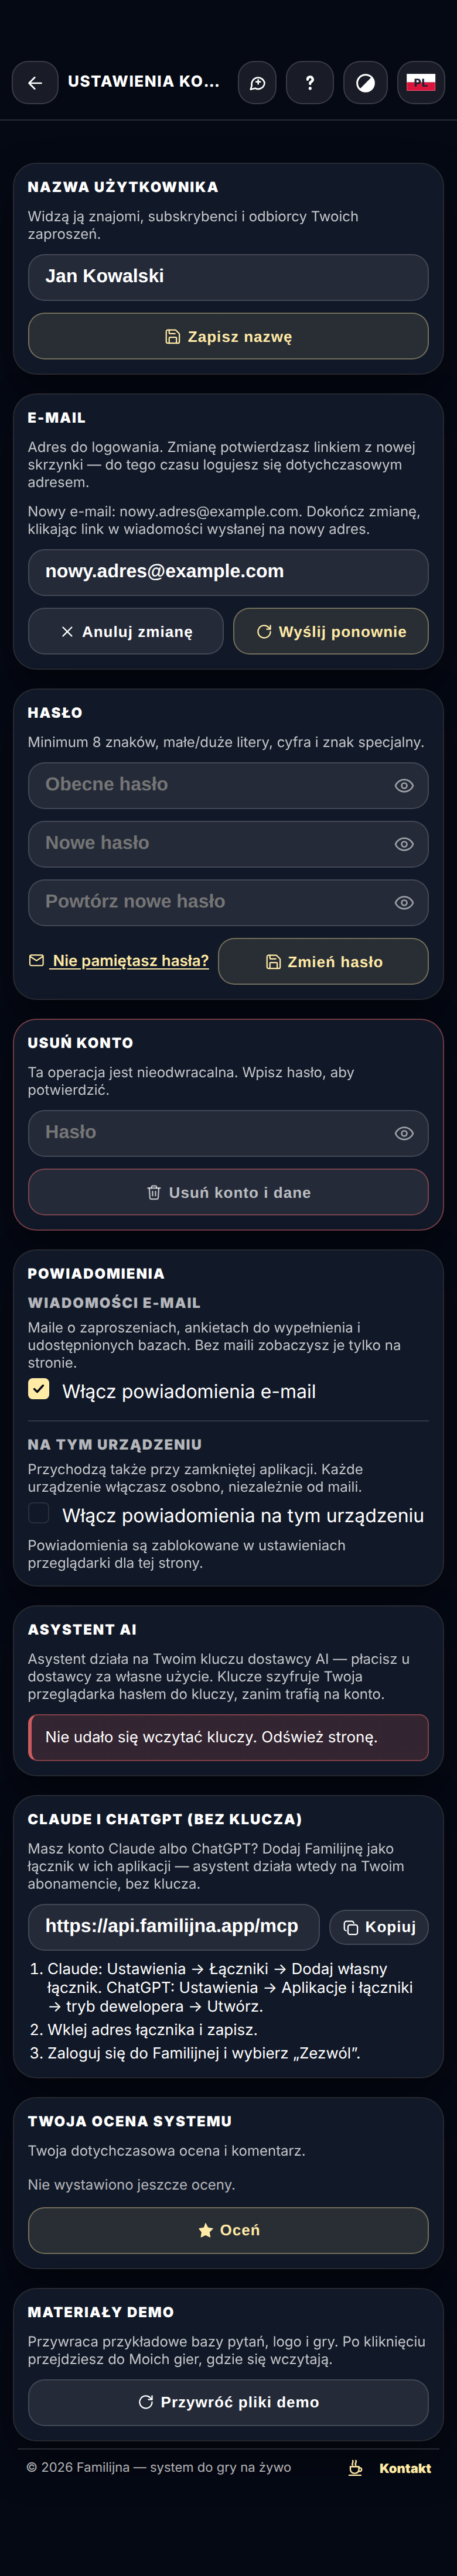 USTAWIENIA KO...
?
PL
NAZWA UŻYTKOWNIKA
Widzą ją znajomi, subskrybenci i odbiorcy Twoich
zaproszeń.
Jan Kowalski
Zapisz nazwę
E-MAIL
Adres do logowania. Zmianę potwierdzasz linkiem z nowej
skrzynki — do tego czasu logujesz się dotychczasowym
adresem.
Nowy e-mail: nowy.adres@example.com. Dokończ zmianę,
klikając link w wiadomości wysłanej na nowy adres.
nowy.adres@example.com
Anuluj zmianę
Wyślij ponownie
HASŁO
Minimum 8 znaków, małe/duże litery, cyfra i znak specjalny.
Obecne hasło
Nowe hasło
Powtórz nowe hasło
Nie pamiętasz hasła?
Zmień hasło
USUŃ KONTO
Ta operacja jest nieodwracalna. Wpisz hasło, aby
potwierdzić.
Hasło
Usuń konto i dane
POWIADOMIENIA
WIADOMOŚCI E-MAIL
Maile o zaproszeniach, ankietach do wypełnienia i
udostępnionych bazach. Bez maili zobaczysz je tylko na
stronie.
Włącz powiadomienia e-mail
NA TYM URZĄDZENIU
Przychodzą także przy zamkniętej aplikacji. Każde
urządzenie włączasz osobno, niezależnie od maili.
Włącz powiadomienia na tym urządzeniu
Powiadomienia są zablokowane w ustawieniach
przeglądarki dla tej strony.
ASYSTENT AI
Asystent działa na Twoim kluczu dostawcy AI — płacisz u
dostawcy za własne użycie. Klucze szyfruje Twoja
przeglądarka hasłem do kluczy, zanim trafią na konto.
Nie udało się wczytać kluczy. Odśwież stronę.
CLAUDE I CHATGPT (BEZ KLUCZA)
Masz konto Claude albo ChatGPT? Dodaj Familijnę jako
łącznik w ich aplikacji — asystent działa wtedy na Twoim
abonamencie, bez klucza.
https://api.familijna.app/mcp
Kopiuj
1. Claude: Ustawienia → Łączniki → Dodaj własny
łącznik. ChatGPT: Ustawienia → Aplikacje i łączniki
→ tryb dewelopera → Utwórz.
2. Wklej adres łącznika i zapisz.
3. Zaloguj się do Familijnej i wybierz „Zezwól”.
TWOJA OCENA SYSTEMU
Twoja dotychczasowa ocena i komentarz.
Nie wystawiono jeszcze oceny.
Oceń
MATERIAŁY DEMO
Przywraca przykładowe bazy pytań, logo i gry. Po kliknięciu
przejdziesz do Moich gier, gdzie się wczytają.
Przywróć pliki demo
© 2026 Familijna — system do gry na żywo
Kontakt